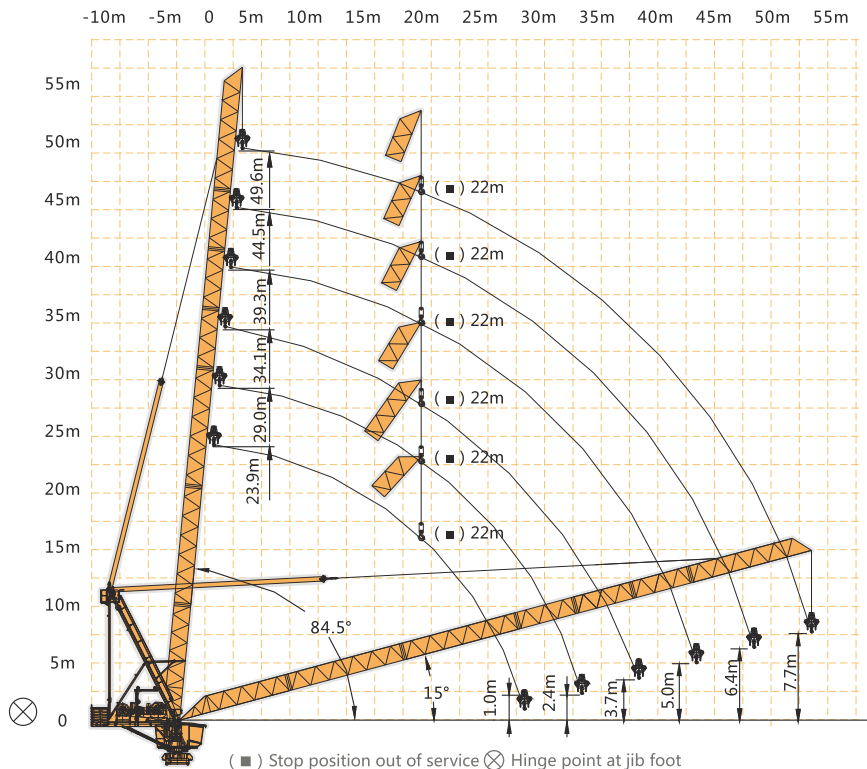 -10m -5m 0 5m 10m 15m 20m 25m 30m 35m 40m 45m 50m 55m
55m
50m
45m
40m
35m
30m
25m
20m
15m
10m
5m
0
49.6m
44.5m
39.3m
34.1m
29.0m
23.9m
( ■ ) 22m
( ■ ) 22m
( ■ ) 22m
( ■ ) 22m
( ■ ) 22m
( ■ ) 22m
84.5°
15°
1.0m
2.4m
3.7m
5.0m
6.4m
7.7m
( ■ ) Stop position out of service ⊗ Hinge point at jib foot